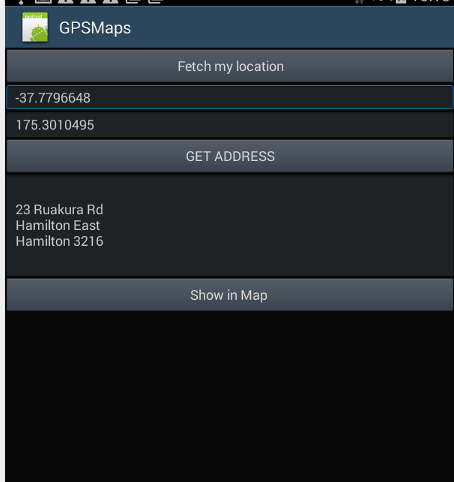 GPSMaps
Fetch my location
-37.7796648
175.3010495
GET ADDRESS
23 Ruakura Rd
Hamilton East
Hamilton 3216
Show in Map